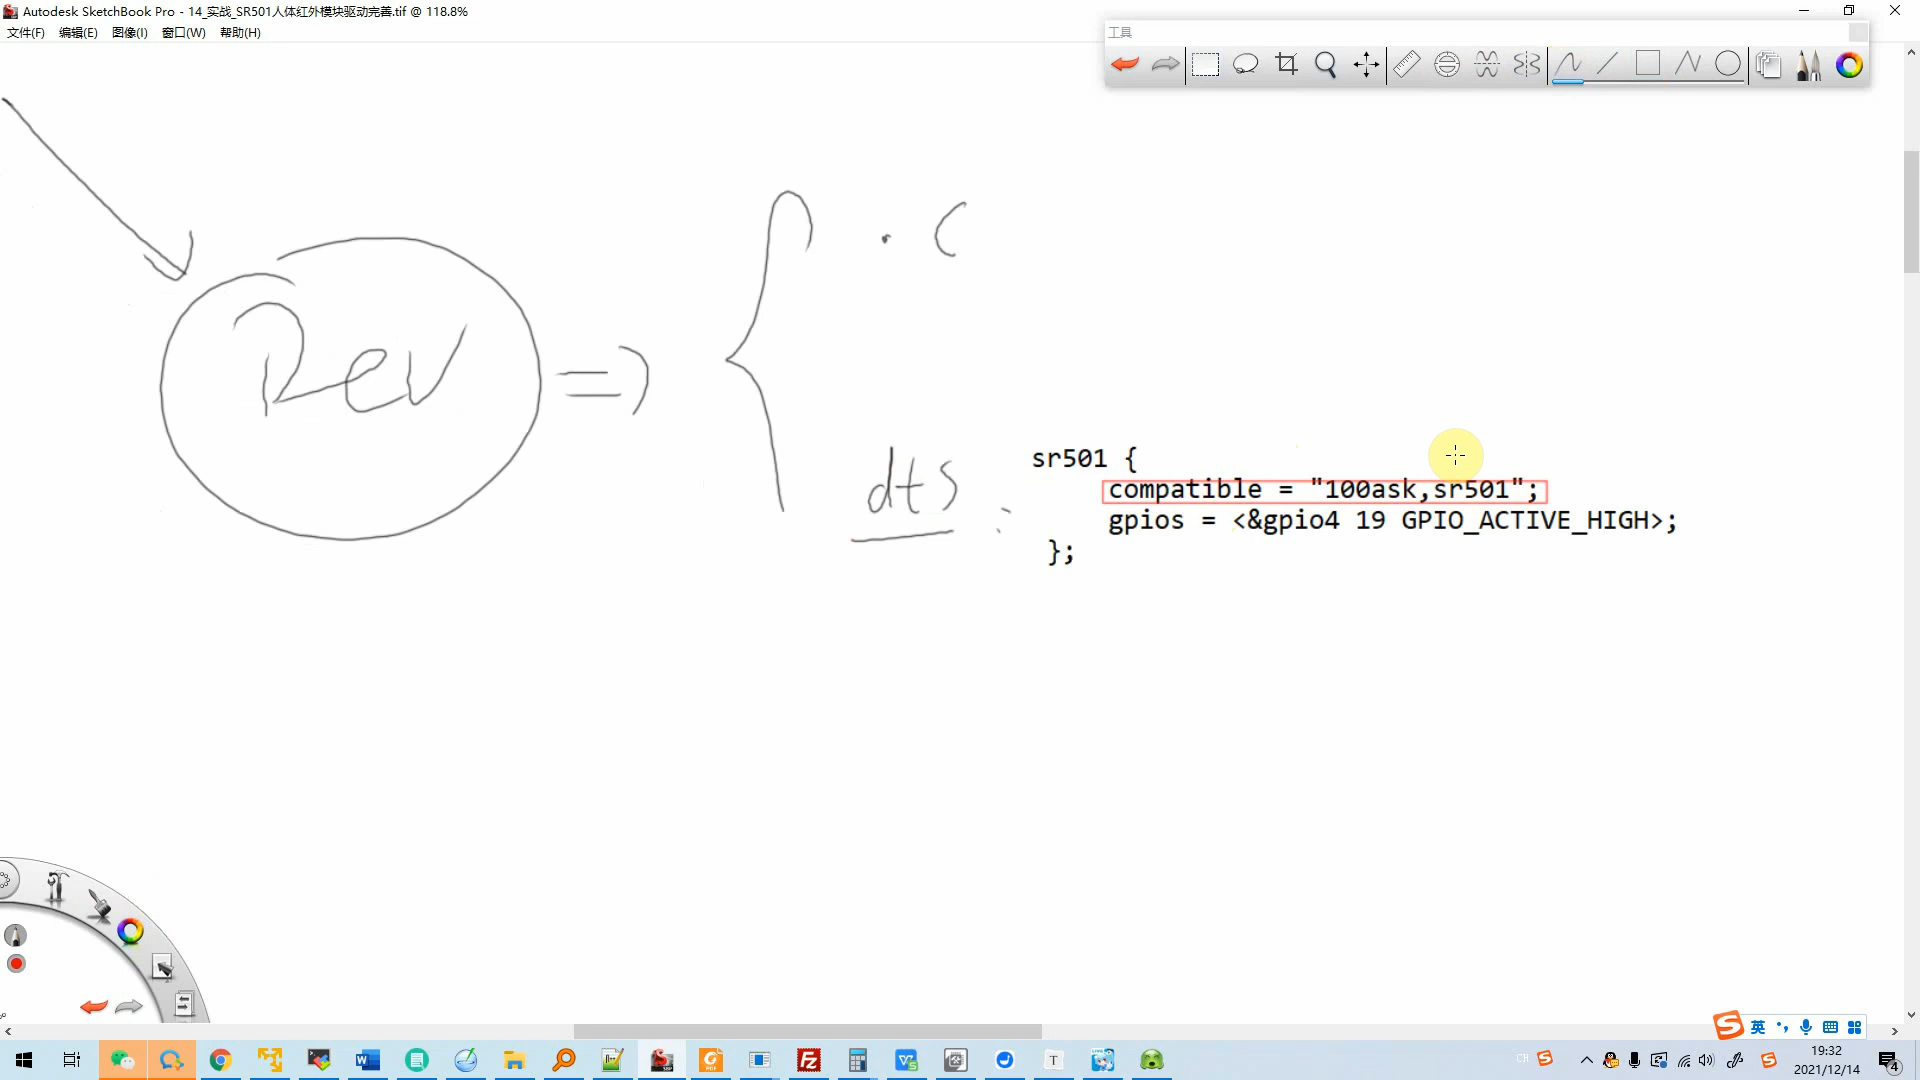 Autodesk SketchBook Pro - 14_实战_SR501人体红外模块驱动完善.tif @ 118.8%
文件(F) 编辑(E) 图像(I) 窗口(W) 帮助(H)
工具
.c
Dev =>
dts :
sr501 {
compatible = "100ask,sr501";
gpios = <&gpio4 19 GPIO_ACTIVE_HIGH>;
};
英
19:32
2021/12/14
4